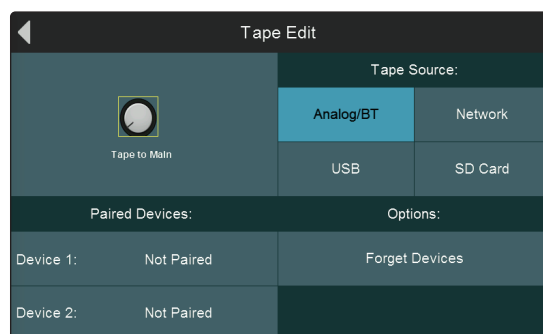 Tape Edit
Tape Source:
Analog/BT
Network
Tape to Main
USB
SD Card
Paired Devices:
Options:
Device 1:
Not Paired
Forget Devices
Device 2:
Not Paired